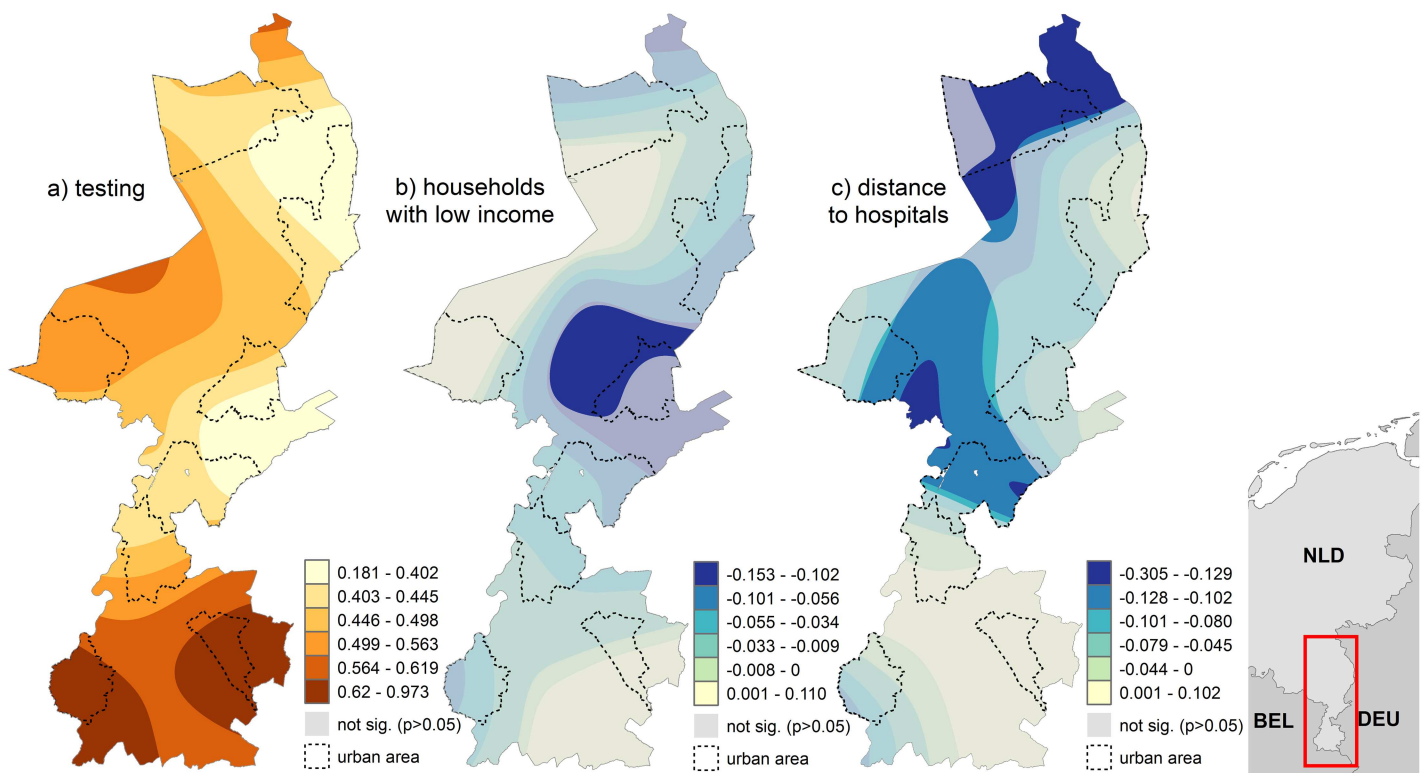 a) testing
0.181 - 0.402
0.403 - 0.445
0.446 - 0.498
0.499 - 0.563
0.564 - 0.619
0.62 - 0.973
not sig. (p>0.05)
urban area
b) households
with low income
-0.153 - -0.102
-0.101 - -0.056
-0.055 - -0.034
-0.033 - -0.009
-0.008 - 0
0.001 - 0.110
not sig. (p>0.05)
urban area
c) distance
to hospitals
-0.305 - -0.129
-0.128 - -0.102
-0.101 - -0.080
-0.079 - -0.045
-0.044 - 0
0.001 - 0.102
not sig. (p>0.05)
urban area
NLD
BEL
DEU